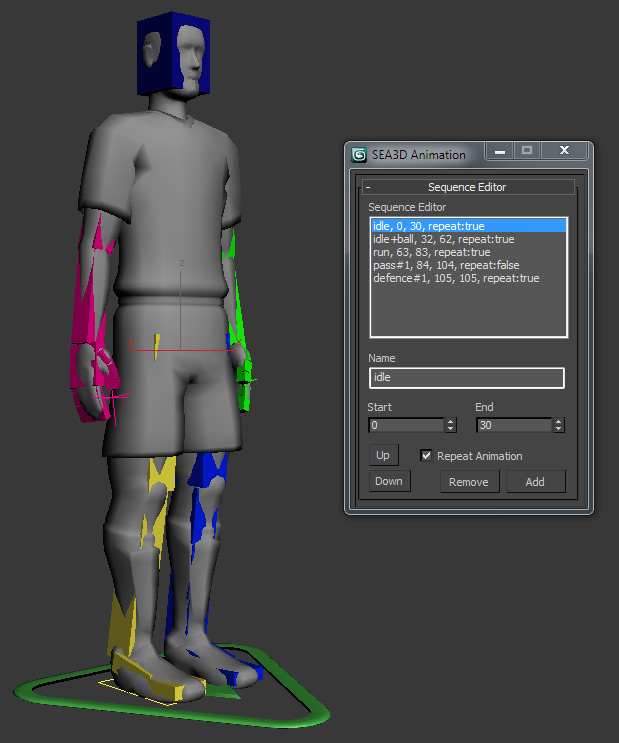 SEA3D Animation
- Sequence Editor
Sequence Editor
idle, 0, 30, repeat:true
idle+ball, 32, 62, repeat:true
run, 63, 83, repeat:true
pass#1, 84, 104, repeat:false
defence#1, 105, 105, repeat:true
Name
idle
Start End
0 30
Up Repeat Animation
Down Remove Add
z